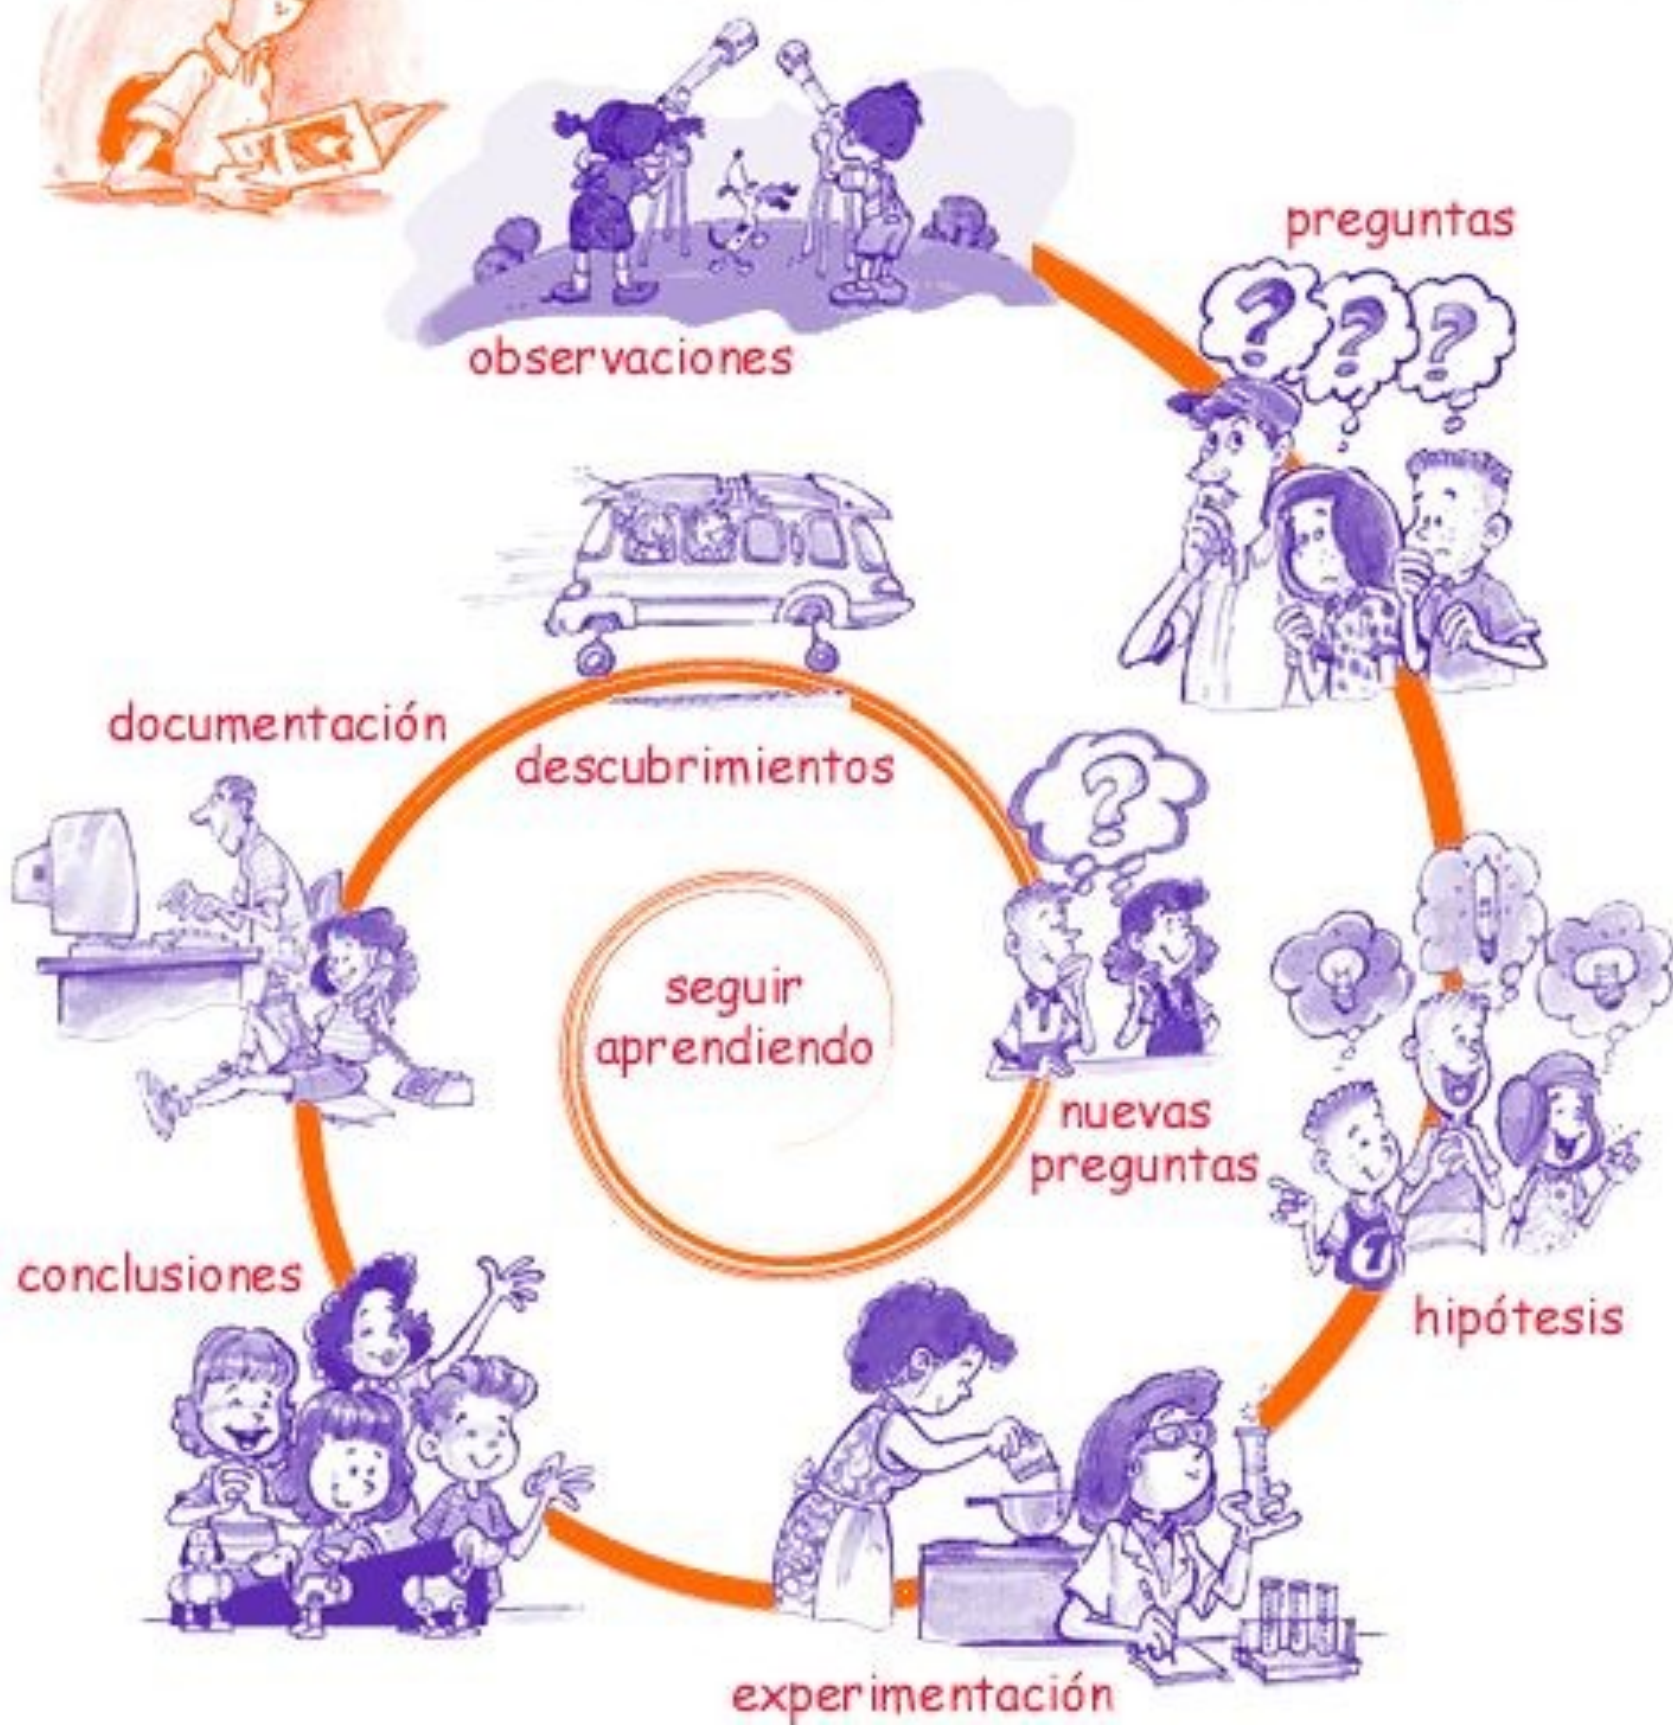 observaciones
preguntas
hipótesis
experimentación
conclusiones
documentación
descubrimientos
nuevas
preguntas
seguir
aprendiendo